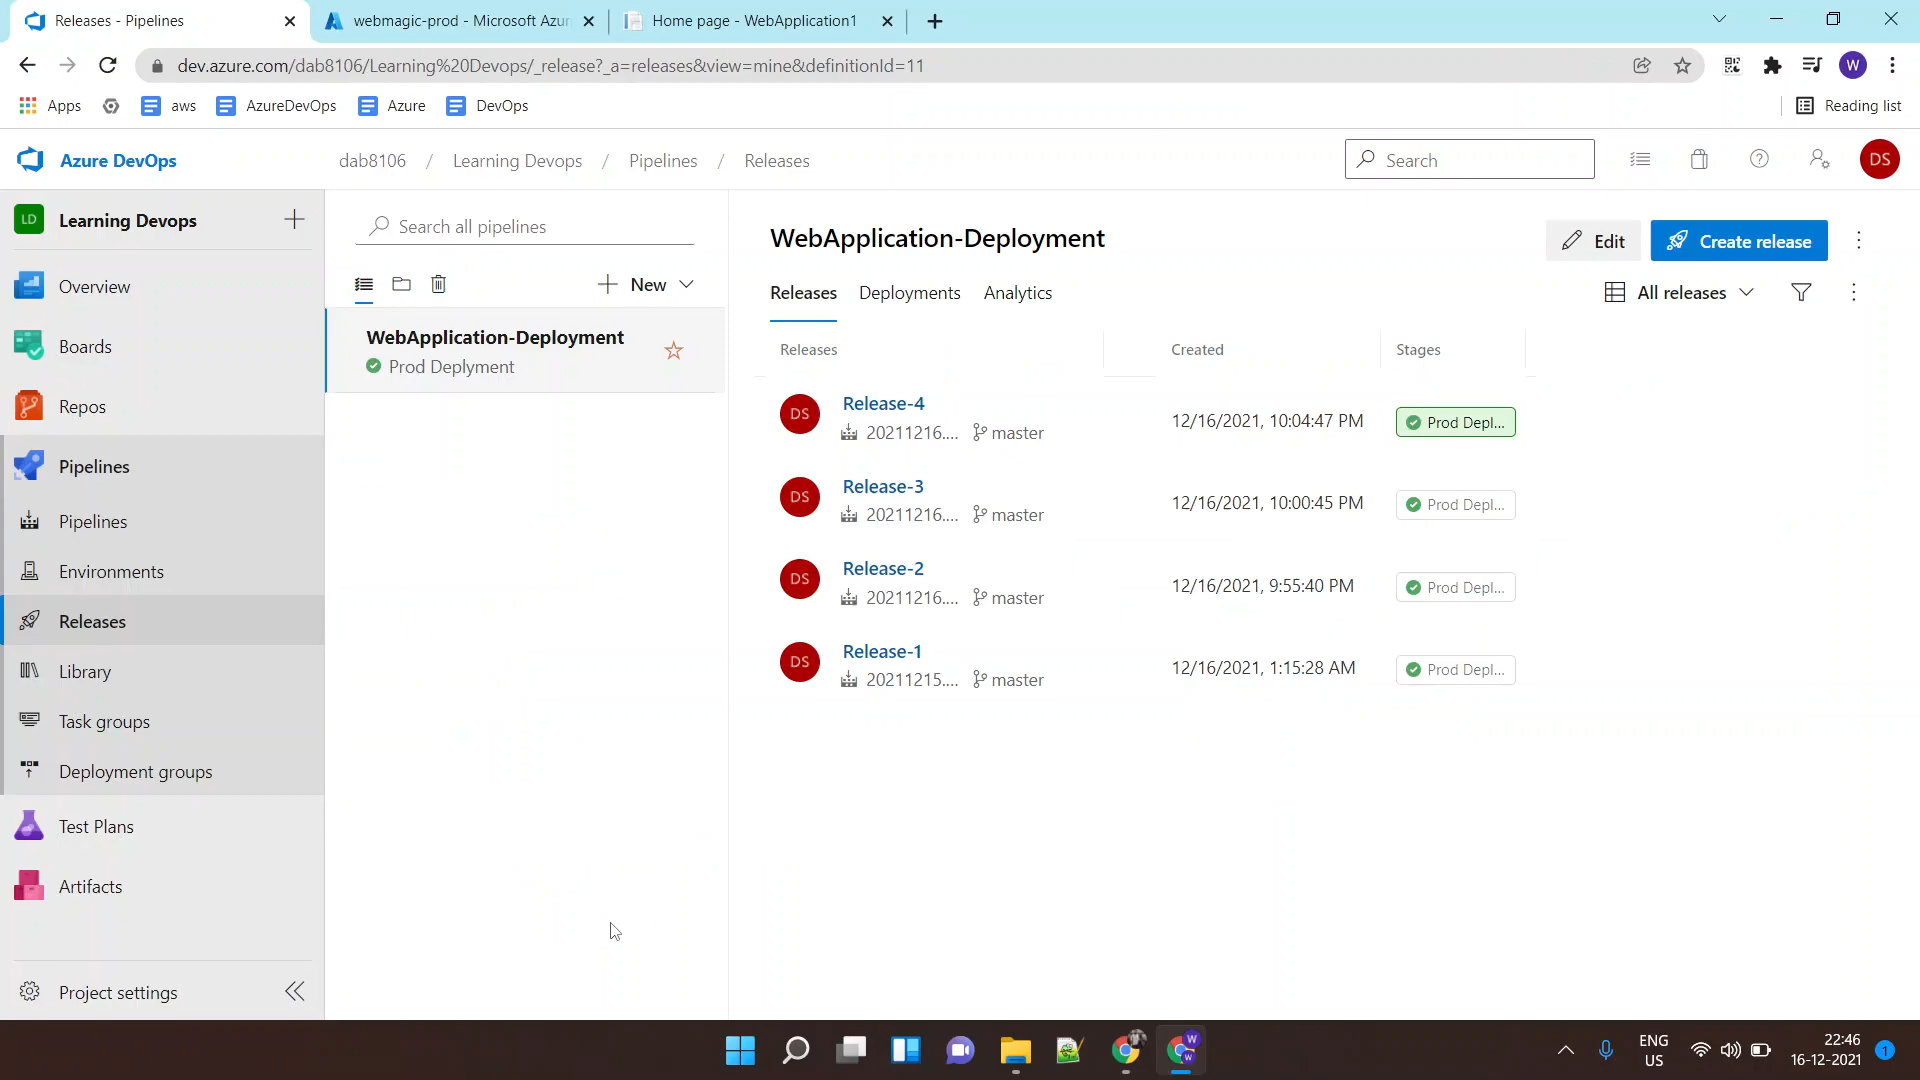 Releases - Pipelines
webmagic-prod - Microsoft Azur
Home page - WebApplication1
dev.azure.com/dab8106/Learning%20Devops/_release?_a=releases&view=mine&definitionId=11
W
Apps
aws
AzureDevOps
Azure
DevOps
Reading list
Azure DevOps
dab8106 / Learning Devops / Pipelines / Releases
Search
DS
LD
Learning Devops
Overview
Boards
Repos
Pipelines
Pipelines
Environments
Releases
Library
Task groups
Deployment groups
Test Plans
Artifacts
Project settings
Search all pipelines
New
WebApplication-Deployment
Prod Deplyment
WebApplication-Deployment
Edit
Create release
Releases
Deployments
Analytics
All releases
Releases
Created
Stages
DS
Release-4
20211216.... master
12/16/2021, 10:04:47 PM
Prod Depl...
DS
Release-3
20211216.... master
12/16/2021, 10:00:45 PM
Prod Depl...
DS
Release-2
20211216.... master
12/16/2021, 9:55:40 PM
Prod Depl...
DS
Release-1
20211215.... master
12/16/2021, 1:15:28 AM
Prod Depl...
W
W
ENG
US
22:46
16-12-2021
1